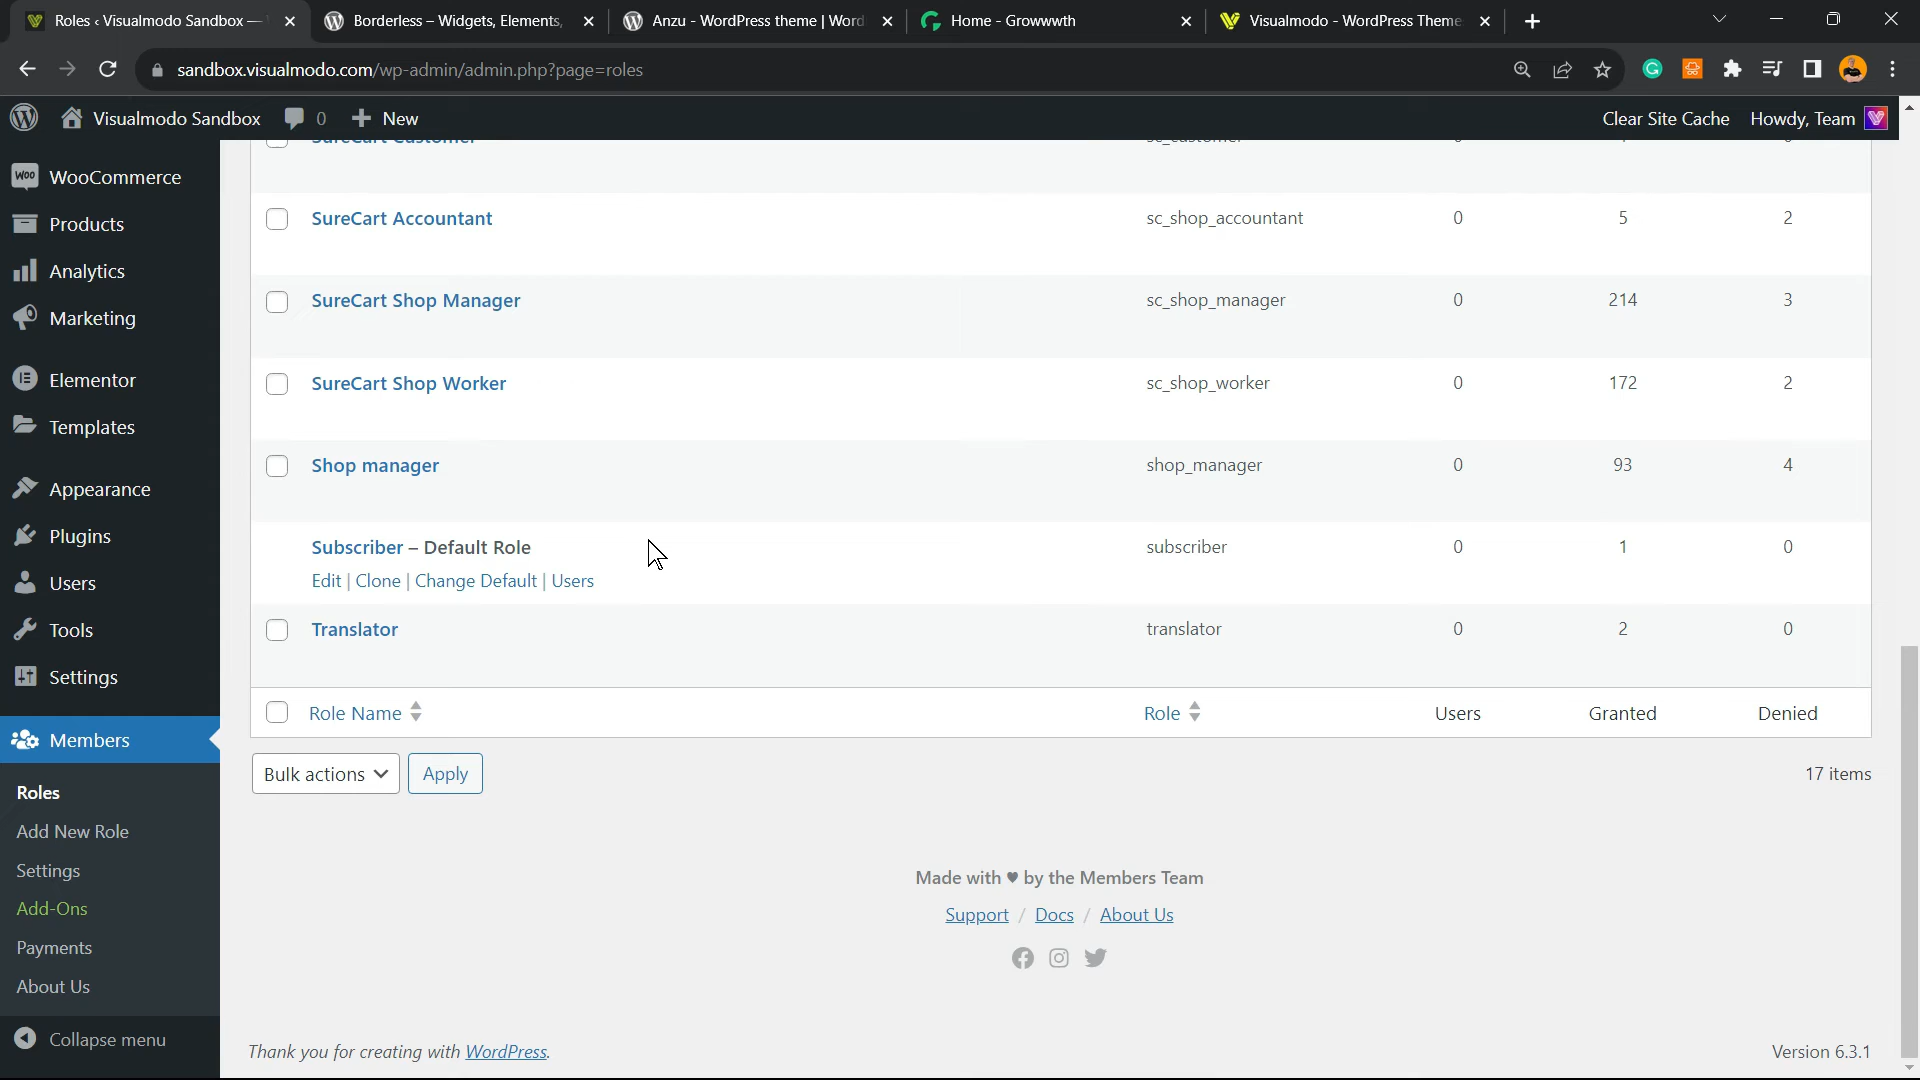 Roles ‹ Visualmodo Sandbox —
Borderless – Widgets, Elements,
Anzu - WordPress theme | Word
Home - Growwwth
Visualmodo - WordPress Theme
sandbox.visualmodo.com/wp-admin/admin.php?page=roles
Visualmodo Sandbox
0
New
Clear Site Cache
Howdy, Team
WooCommerce
Products
Analytics
Marketing
Elementor
Templates
Appearance
Plugins
Users
Tools
Settings
Members
Roles
Add New Role
Settings
Add-Ons
Payments
About Us
Collapse menu
SureCart Customer sc_customer
SureCart Accountant sc_shop_accountant 0 5 2
SureCart Shop Manager sc_shop_manager 0 214 3
SureCart Shop Worker sc_shop_worker 0 172 2
Shop manager shop_manager 0 93 4
Subscriber – Default Role subscriber 0 1 0
Edit | Clone | Change Default | Users
Translator translator 0 2 0
Role Name Role Users Granted Denied
Bulk actions Apply 17 items
Made with ♥ by the Members Team
Support / Docs / About Us
Thank you for creating with WordPress. Version 6.3.1